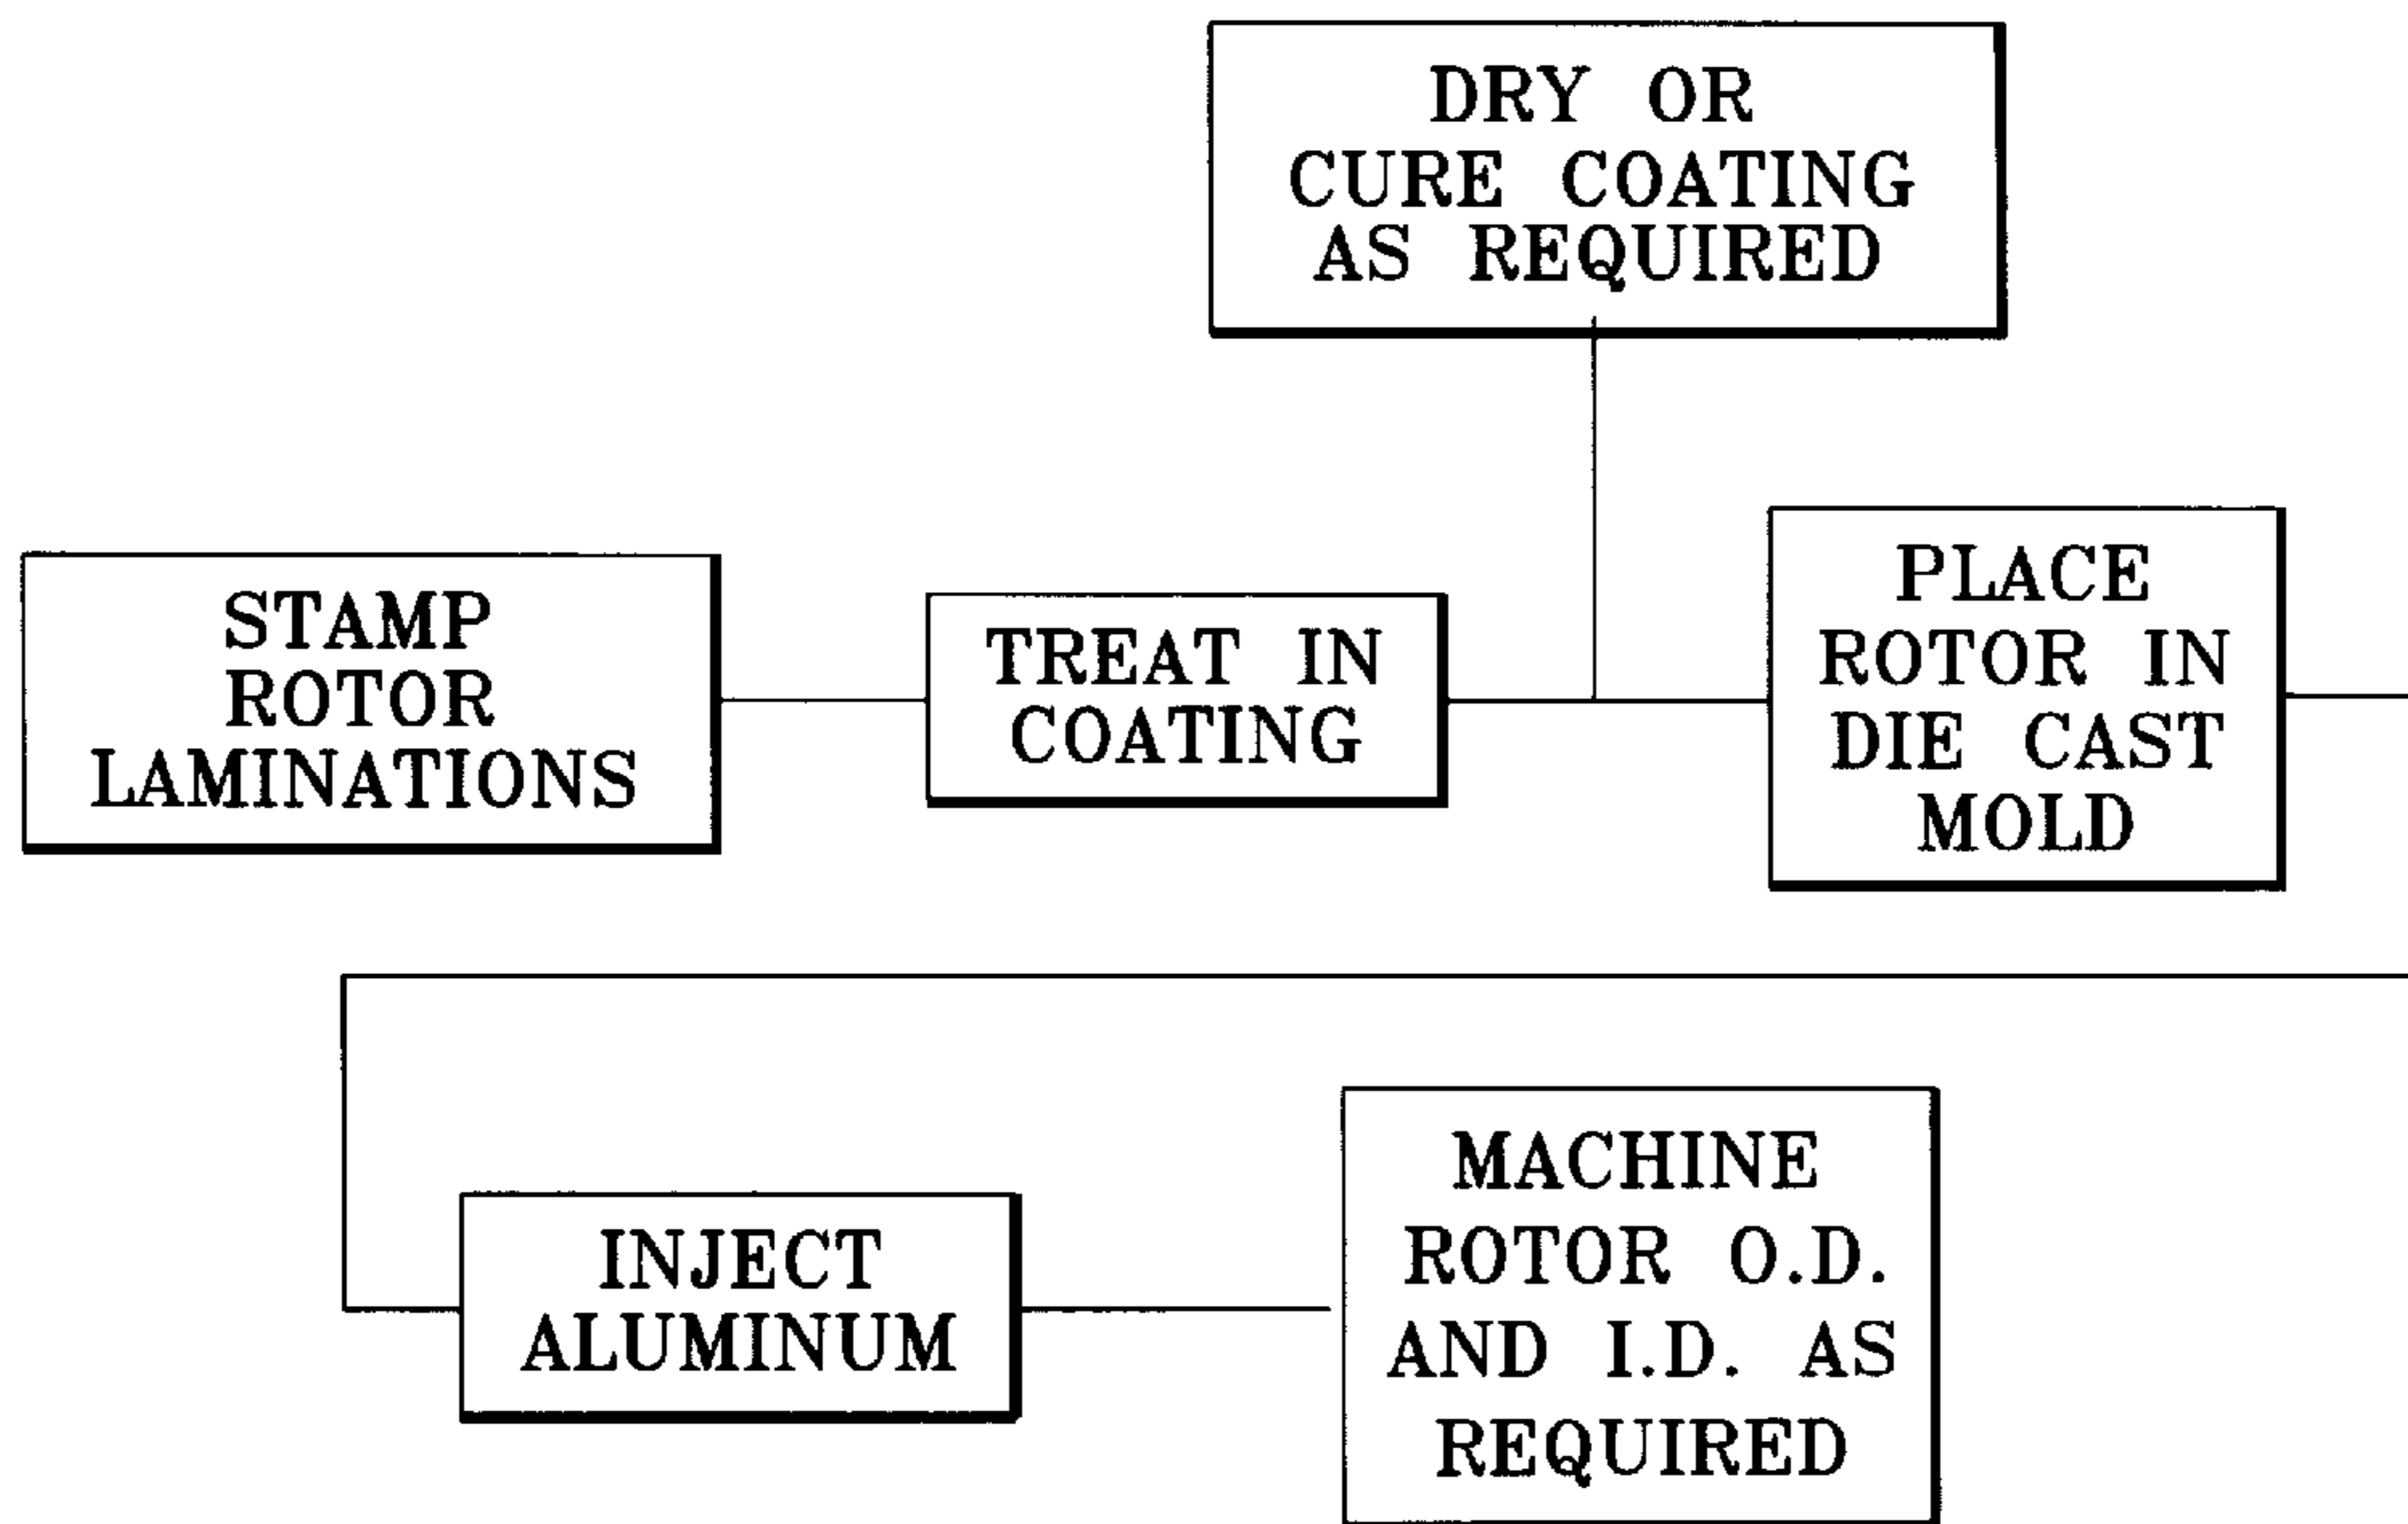 DRY OR
CURE COATING
AS REQUIRED
STAMP
ROTOR
LAMINATIONS
TREAT IN
COATING
PLACE
ROTOR IN
DIE CAST
MOLD
INJECT
ALUMINUM
MACHINE
ROTOR O.D.
AND I.D. AS
REQUIRED